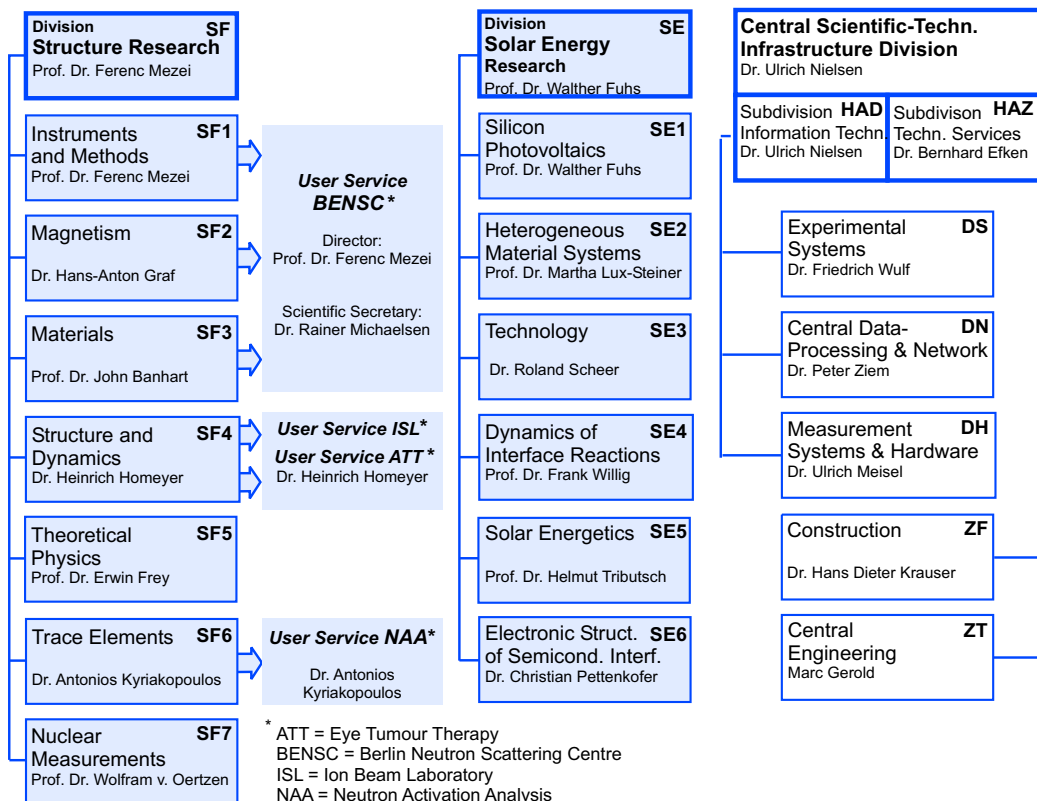 Division SF
Structure Research
Prof. Dr. Ferenc Mezei
Instruments SF1
and Methods
Prof. Dr. Ferenc Mezei
Magnetism SF2
Dr. Hans-Anton Graf
Materials SF3
Prof. Dr. John Banhart
Structure and SF4
Dynamics
Dr. Heinrich Homeyer
Theoretical SF5
Physics
Prof. Dr. Erwin Frey
Trace Elements SF6
Dr. Antonios Kyriakopoulos
Nuclear SF7
Measurements
Prof. Dr. Wolfram v. Oertzen
User Service
BENSC*
Director:
Prof. Dr. Ferenc Mezei
Scientific Secretary:
Dr. Rainer Michaelsen
User Service ISL*
User Service ATT*
Dr. Heinrich Homeyer
User Service NAA*
Dr. Antonios
Kyriakopoulos
* ATT = Eye Tumour Therapy
BENSC = Berlin Neutron Scattering Centre
ISL = Ion Beam Laboratory
NAA = Neutron Activation Analysis
Division SE
Solar Energy
Research
Prof. Dr. Walther Fuhs
Silicon SE1
Photovoltaics
Prof. Dr. Walther Fuhs
Heterogeneous SE2
Material Systems
Prof. Dr. Martha Lux-Steiner
Technology SE3
Dr. Roland Scheer
Dynamics of SE4
Interface Reactions
Prof. Dr. Frank Willig
Solar Energetics SE5
Prof. Dr. Helmut Tributsch
Electronic Struct. SE6
of Semicond. Interf.
Dr. Christian Pettenkofer
Central Scientific-Techn.
Infrastructure Division
Dr. Ulrich Nielsen
Subdivision HAD
Information Techn.
Dr. Ulrich Nielsen
Subdivison HAZ
Techn. Services
Dr. Bernhard Efken
Experimental DS
Systems
Dr. Friedrich Wulf
Central Data- DN
Processing & Network
Dr. Peter Ziem
Measurement DH
Systems & Hardware
Dr. Ulrich Meisel
Construction ZF
Dr. Hans Dieter Krauser
Central ZT
Engineering
Marc Gerold